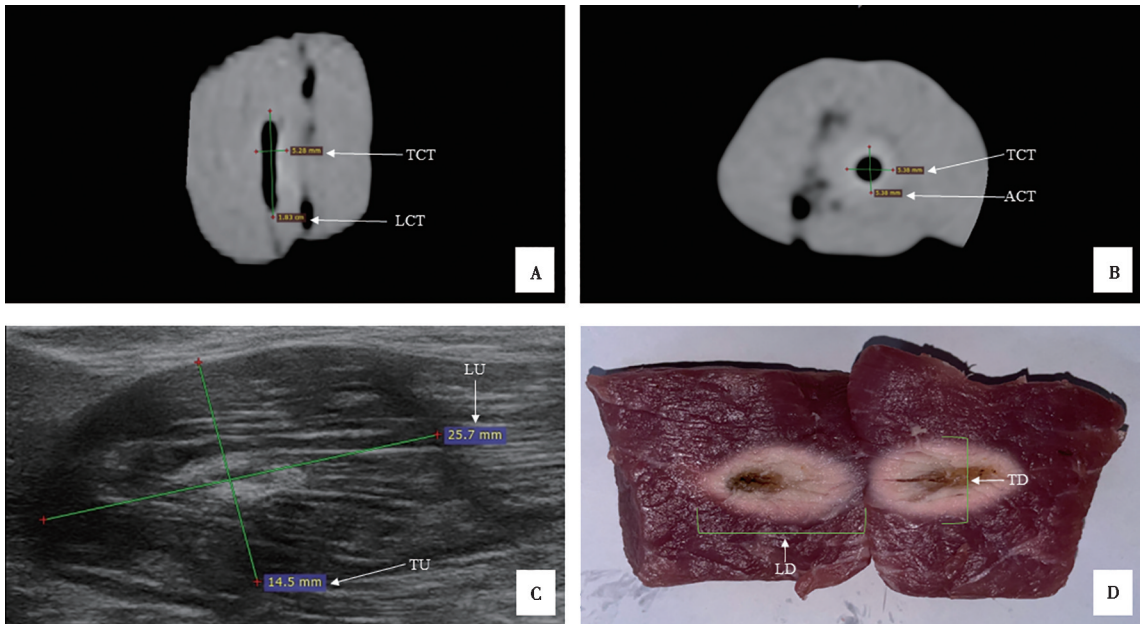 5.28 mm
TCT
1.83 cm
LCT
A
5.38 mm
TCT
5.38 mm
ACT
B
LU
25.7 mm
14.5 mm
TU
C
TD
LD
D